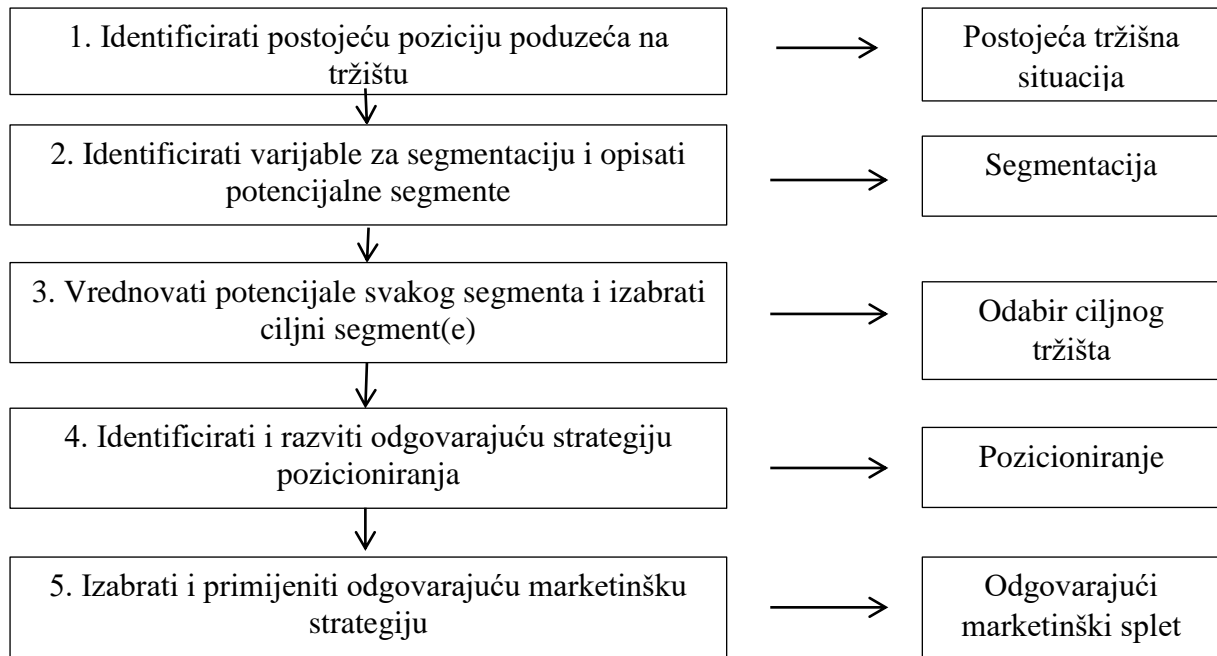 1. Identificirati postojeću poziciju poduzeća na
tržištu
Postojeća tržišna
situacija
2. Identificirati varijable za segmentaciju i opisati
potencijalne segmente
Segmentacija
3. Vrednovati potencijale svakog segmenta i izabrati
ciljni segment(e)
Odabir ciljnog
tržišta
4. Identificirati i razviti odgovarajuću strategiju
pozicioniranja
Pozicioniranje
5. Izabrati i primijeniti odgovarajuću marketinšku
strategiju
Odgovarajući
marketinški splet